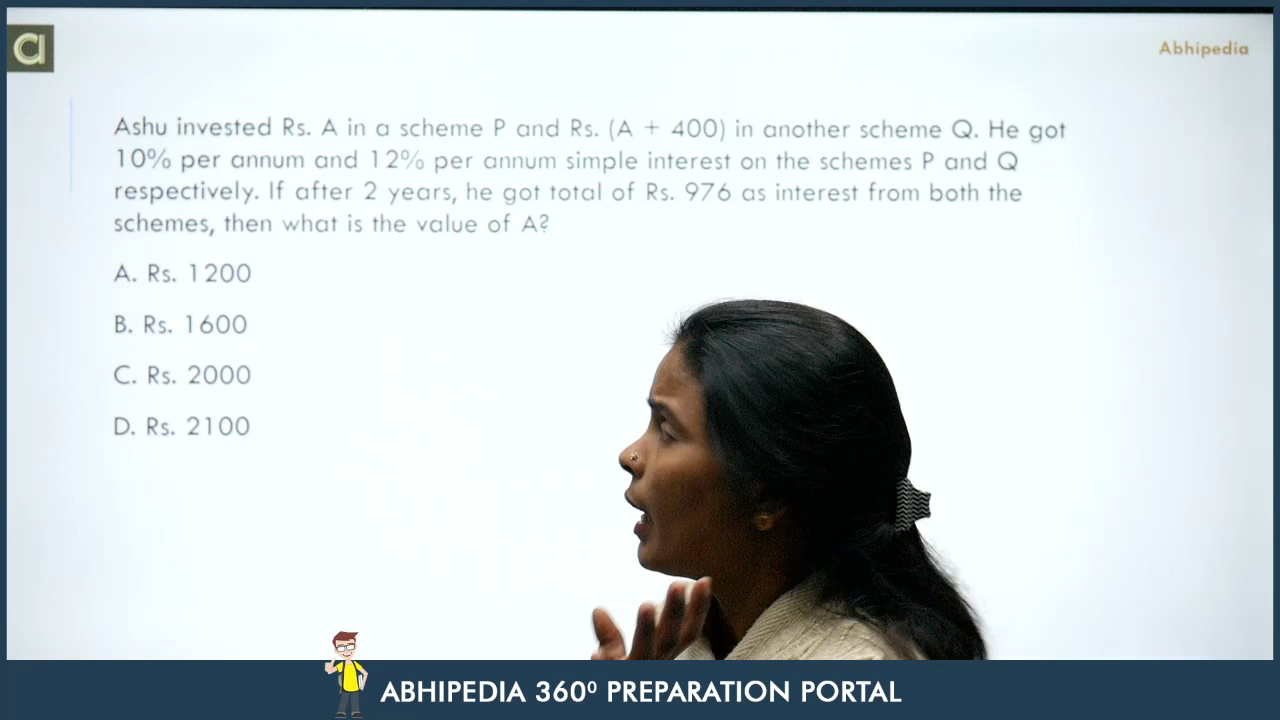 Abhipedia
Ashu invested Rs. A in a scheme P and Rs. (A + 400) in another scheme Q. He got
10% per annum and 12% per annum simple interest on the schemes P and Q
respectively. If after 2 years, he got total of Rs. 976 as interest from both the
schemes, then what is the value of A?
A. Rs. 1200
B. Rs. 1600
C. Rs. 2000
D. Rs. 2100
ABHIPEDIA 360⁰ PREPARATION PORTAL